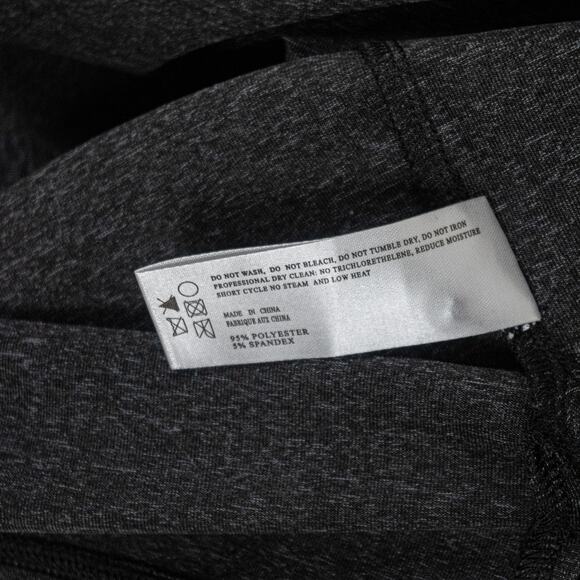 DO NOT WASH, DO NOT BLEACH, DO NOT TUMBLE DRY, DO NOT IRON
PROFESSIONAL DRY CLEAN: NO TRICHLORETHELENE, REDUCE MOISTURE
SHORT CYCLE NO STEAM AND LOW HEAT
MADE IN CHINA
FABRIQUE AUX CHINA
95% POLYESTER
5% SPANDEX